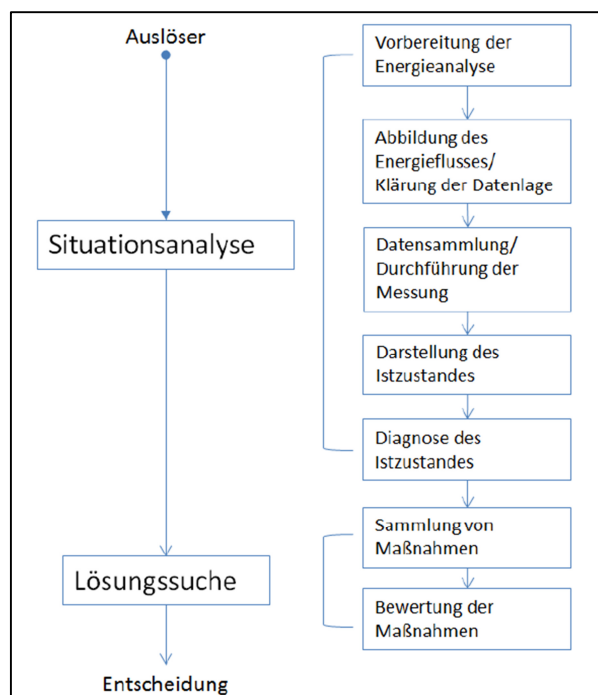 Auslöser
Situationsanalyse
Lösungssuche
Entscheidung
Vorbereitung der
Energieanalyse
Abbildung des
Energieflusses/
Klärung der Datenlage
Datensammlung/
Durchführung der
Messung
Darstellung des
Istzustandes
Diagnose des
Istzustandes
Sammlung von
Maßnahmen
Bewertung der
Maßnahmen